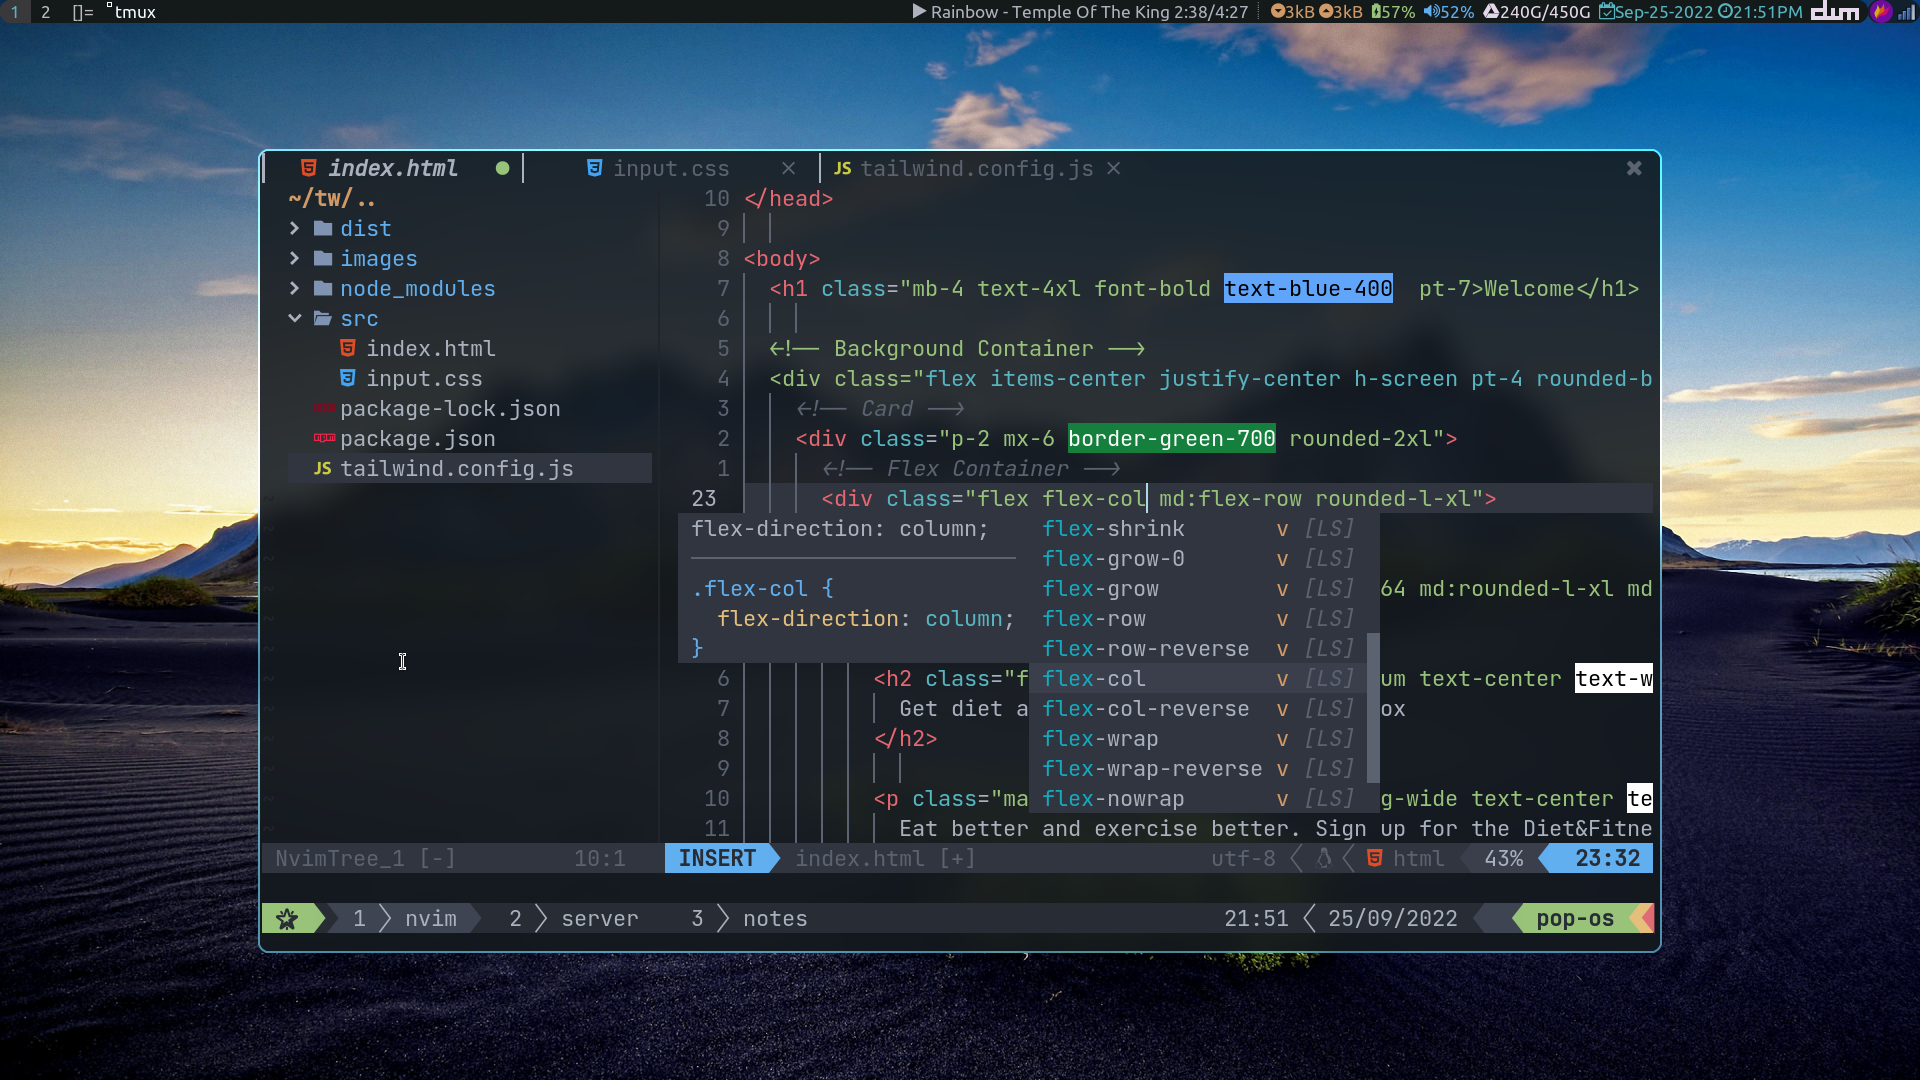 1 2 []= tmux Rainbow - Temple Of The King 2:38/4:27 3kB 3kB 57% 52% 240G/450G Sep-25-2022 21:51PM dwm
index.html input.css × JS tailwind.config.js ×
~/tw/..
dist
images
node_modules
src
index.html
input.css
package-lock.json
package.json
JS tailwind.config.js
10 </head>
9
8 <body>
7 <h1 class="mb-4 text-4xl font-bold text-blue-400  pt-7>Welcome</h1>
6
5 <!-- Background Container -->
4 <div class="flex items-center justify-center h-screen pt-4 rounded-b
3 <!-- Card -->
2 <div class="p-2 mx-6 border-green-700 rounded-2xl">
1 <!-- Flex Container -->
23 <div class="flex flex-col md:flex-row rounded-l-xl">
flex-direction: column;
.flex-col {
flex-direction: column;
}
flex-shrink v [LS]
flex-grow-0 v [LS]
flex-grow v [LS] 64 md:rounded-l-xl md
flex-row v [LS]
flex-row-reverse v [LS]
6 <h2 class="f flex-col v [LS] um text-center text-w
7 Get diet a flex-col-reverse v [LS] ox
8 </h2> flex-wrap v [LS]
9 flex-wrap-reverse v [LS]
10 <p class="ma flex-nowrap v [LS] g-wide text-center te
11 Eat better and exercise better. Sign up for the Diet&Fitne
NvimTree_1 [-] 10:1 INSERT index.html [+] utf-8 html 43% 23:32
1 nvim 2 server 3 notes 21:51 25/09/2022 pop-os